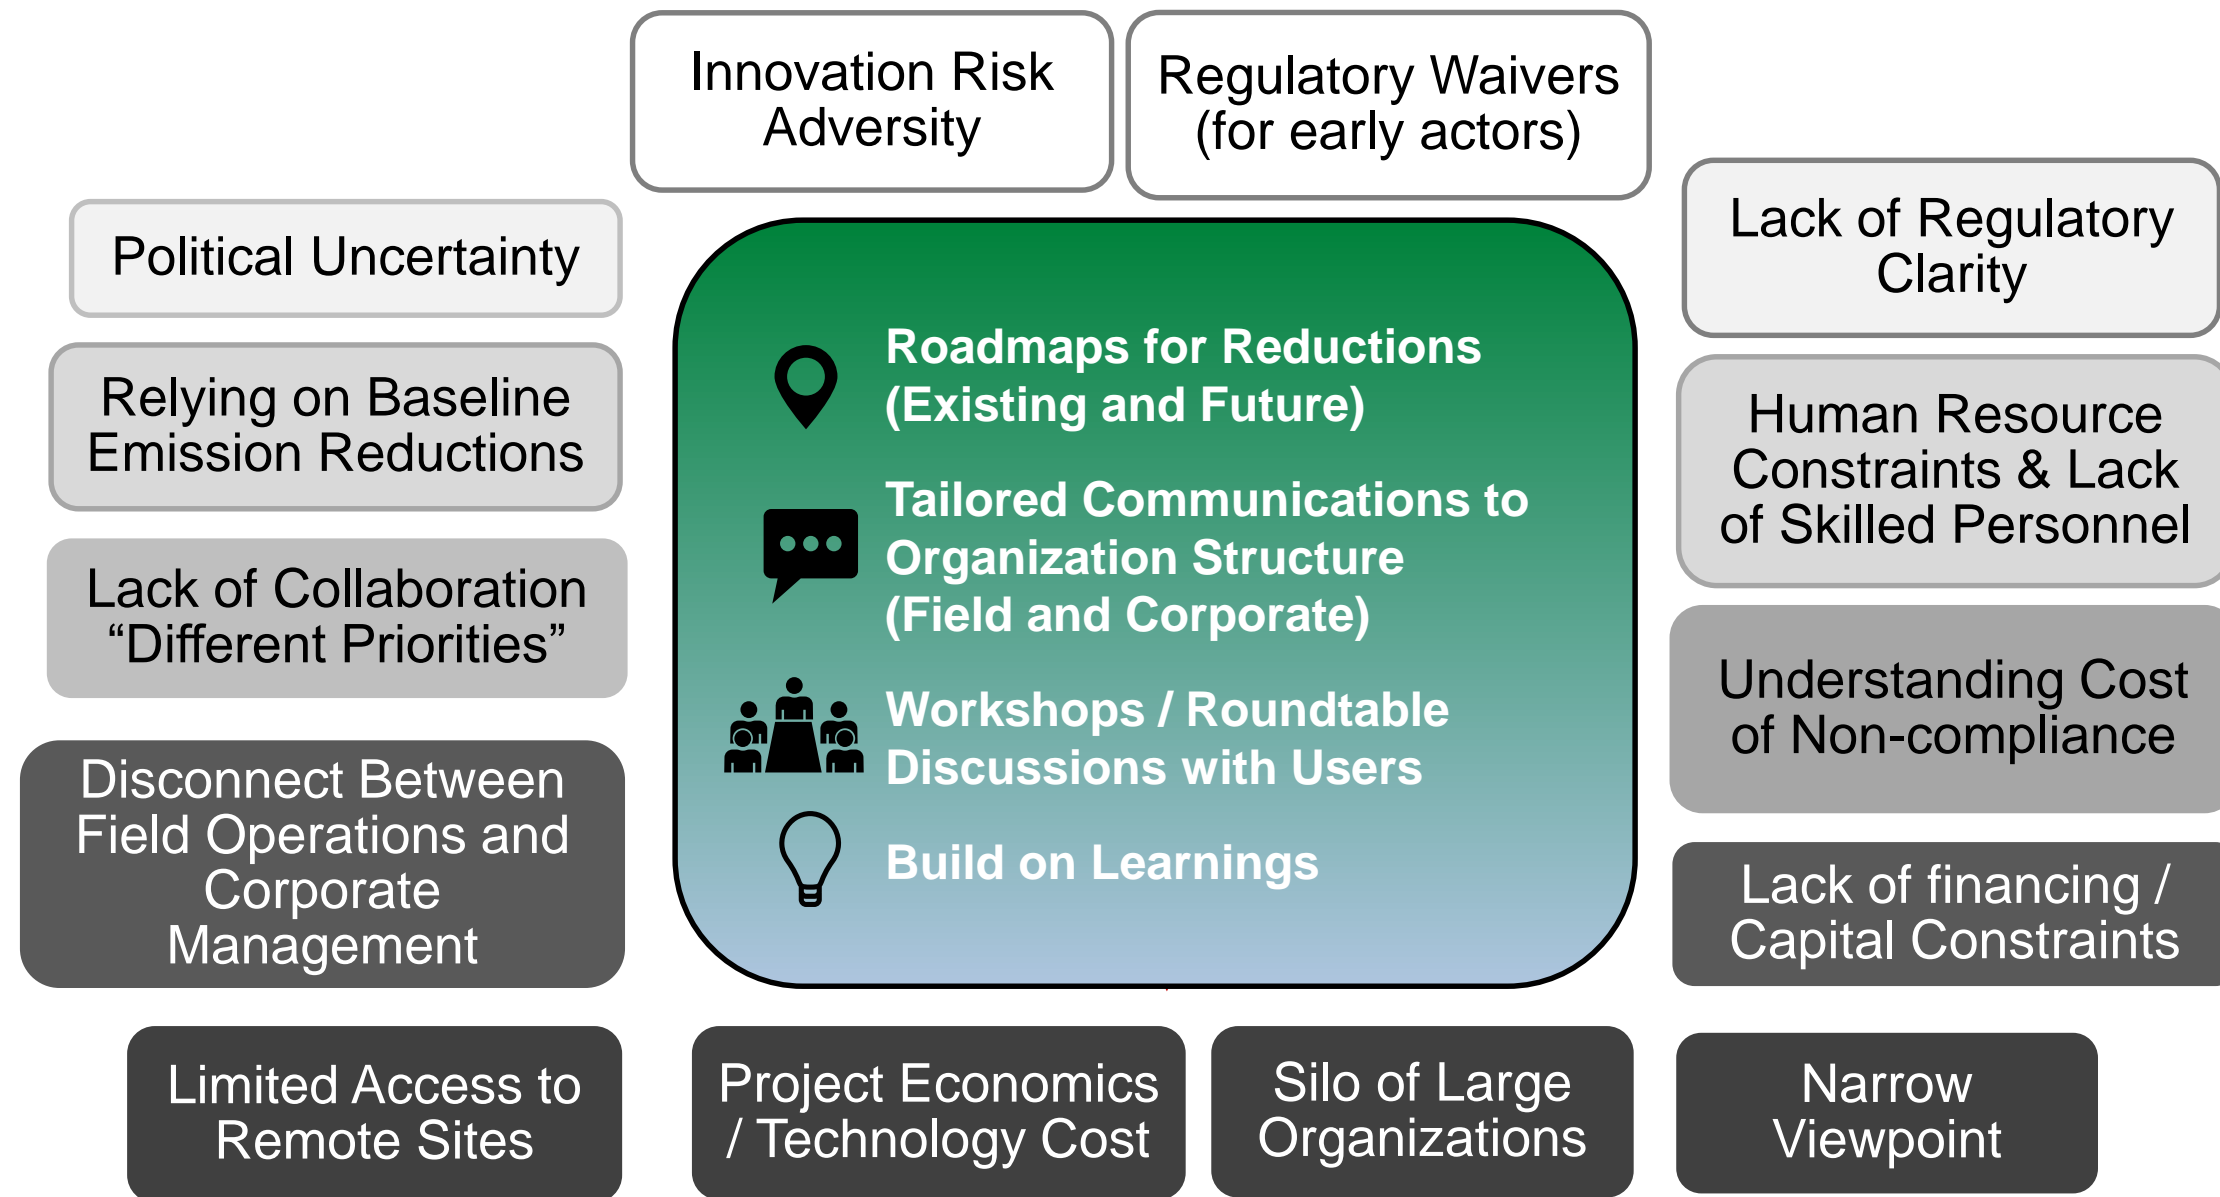 Innovation Risk
Adversity
Regulatory Waivers
(for early actors)
Political Uncertainty
Relying on Baseline
Emission Reductions
Lack of Collaboration
“Different Priorities”
Disconnect Between
Field Operations and
Corporate
Management
Roadmaps for Reductions
(Existing and Future)
Tailored Communications to
Organization Structure
(Field and Corporate)
Workshops / Roundtable
Discussions with Users
Build on Learnings
Lack of Regulatory
Clarity
Human Resource
Constraints & Lack
of Skilled Personnel
Understanding Cost
of Non-compliance
Lack of financing /
Capital Constraints
Limited Access to
Remote Sites
Project Economics
/ Technology Cost
Silo of Large
Organizations
Narrow
Viewpoint